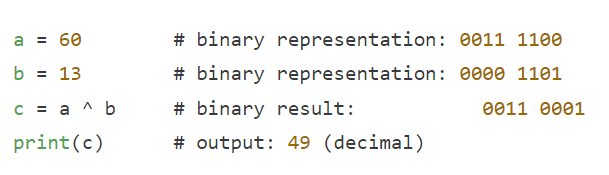 a = 60         # binary representation: 0011 1100
b = 13         # binary representation: 0000 1101
c = a ^ b      # binary result:           0011 0001
print(c)       # output: 49 (decimal)